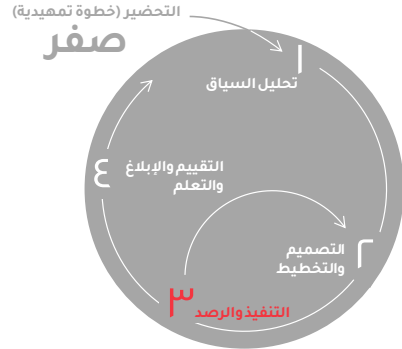 التحضير (خطوة تمهيدية)
صفر
١
تحليل السياق
٢
التصميم
والتخطيط
٣
التنفيذ والرصد
٤
التقييم والإبلاغ
والتعلم